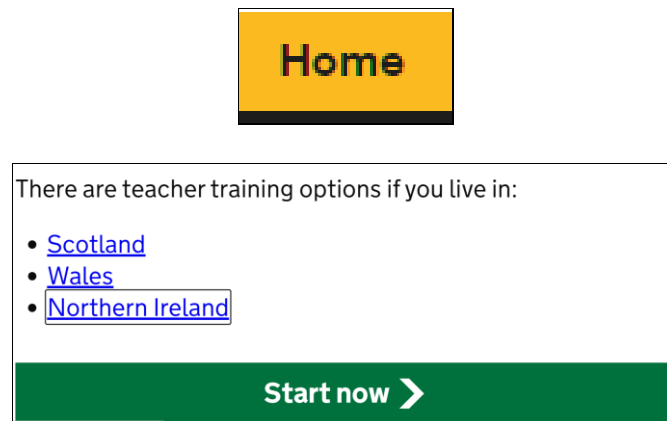 Home
There are teacher training options if you live in:
Scotland
Wales
Northern Ireland
Start now